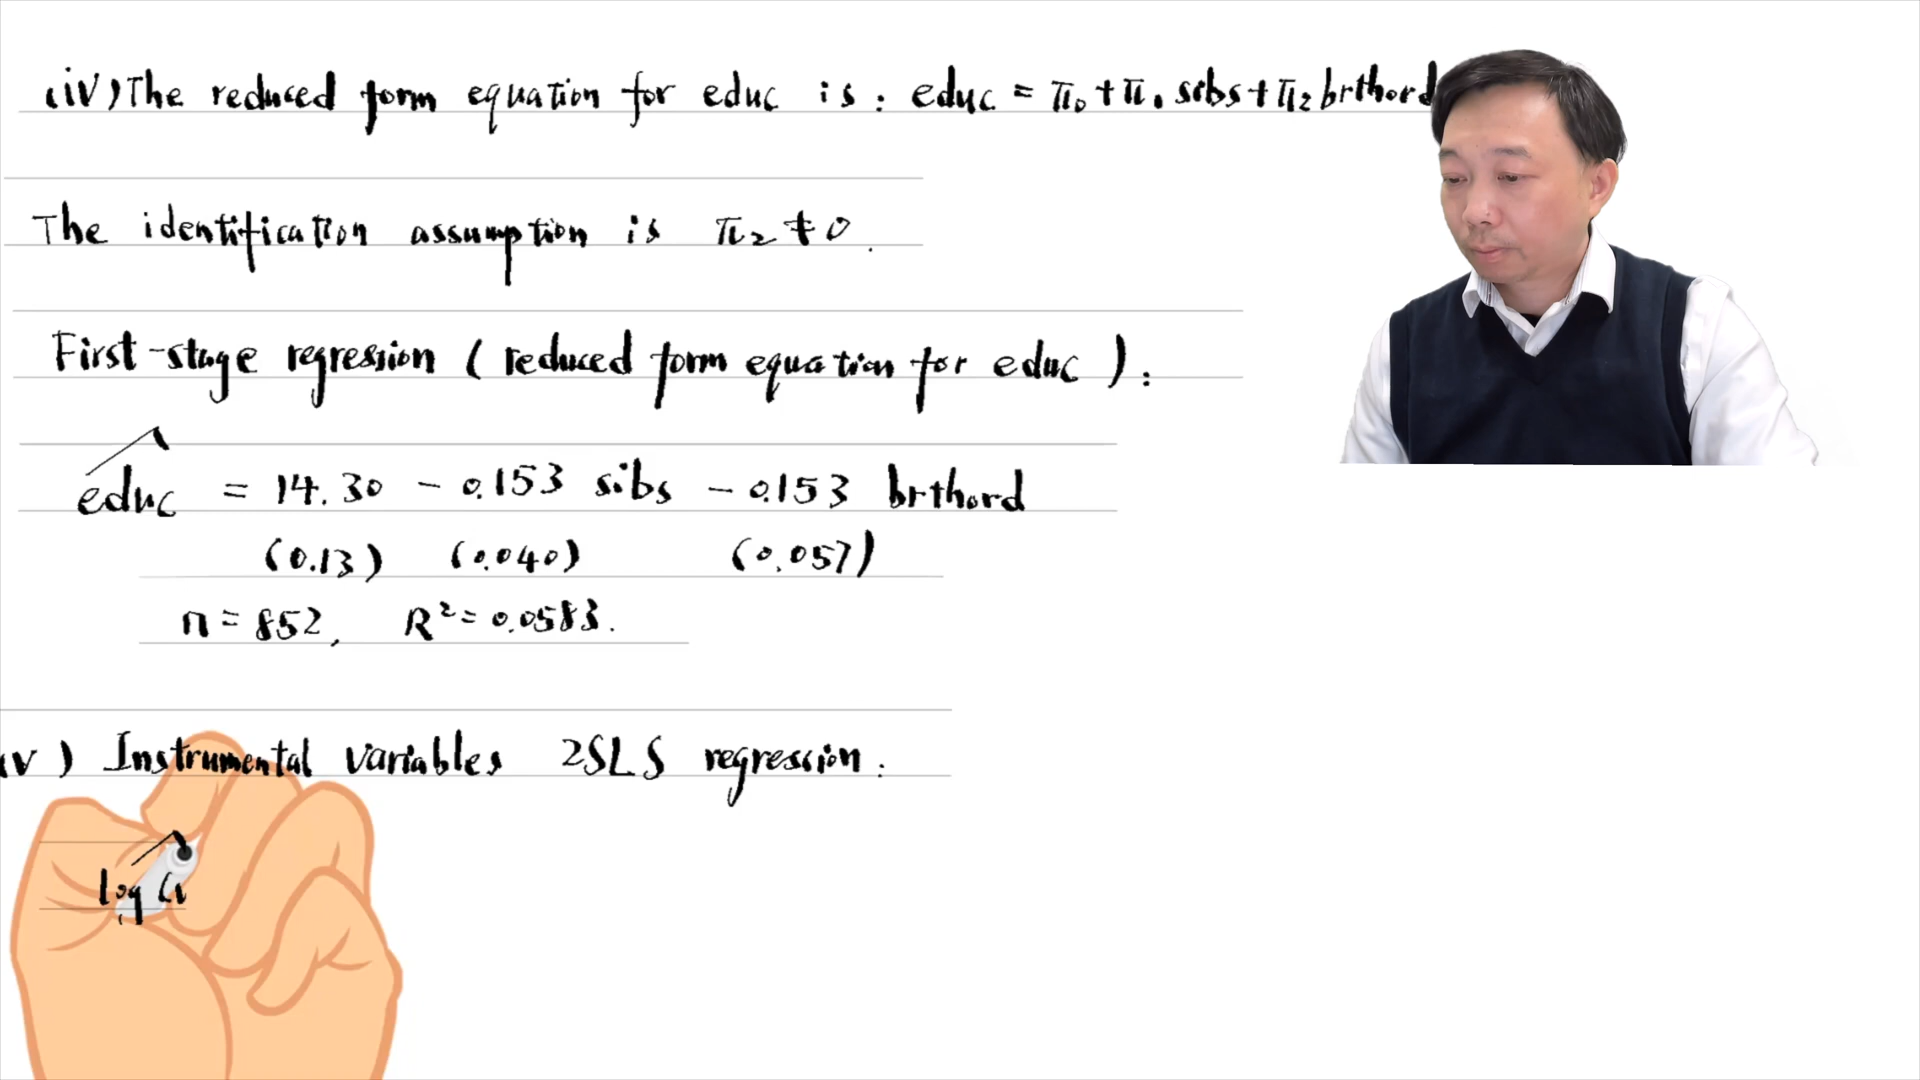 (iv) The reduced form equation for educ is: educ = π₀ + π₁ sibs + π₂ brthord
The identification assumption is π₂ ≠ 0.
First-stage regression (reduced form equation for educ):
educ^ = 14.30 - 0.153 sibs - 0.153 brthord
(0.13) (0.040) (0.057)
n = 852, R² = 0.0583.
(v) Instrumental variables 2SLS regression:
log (